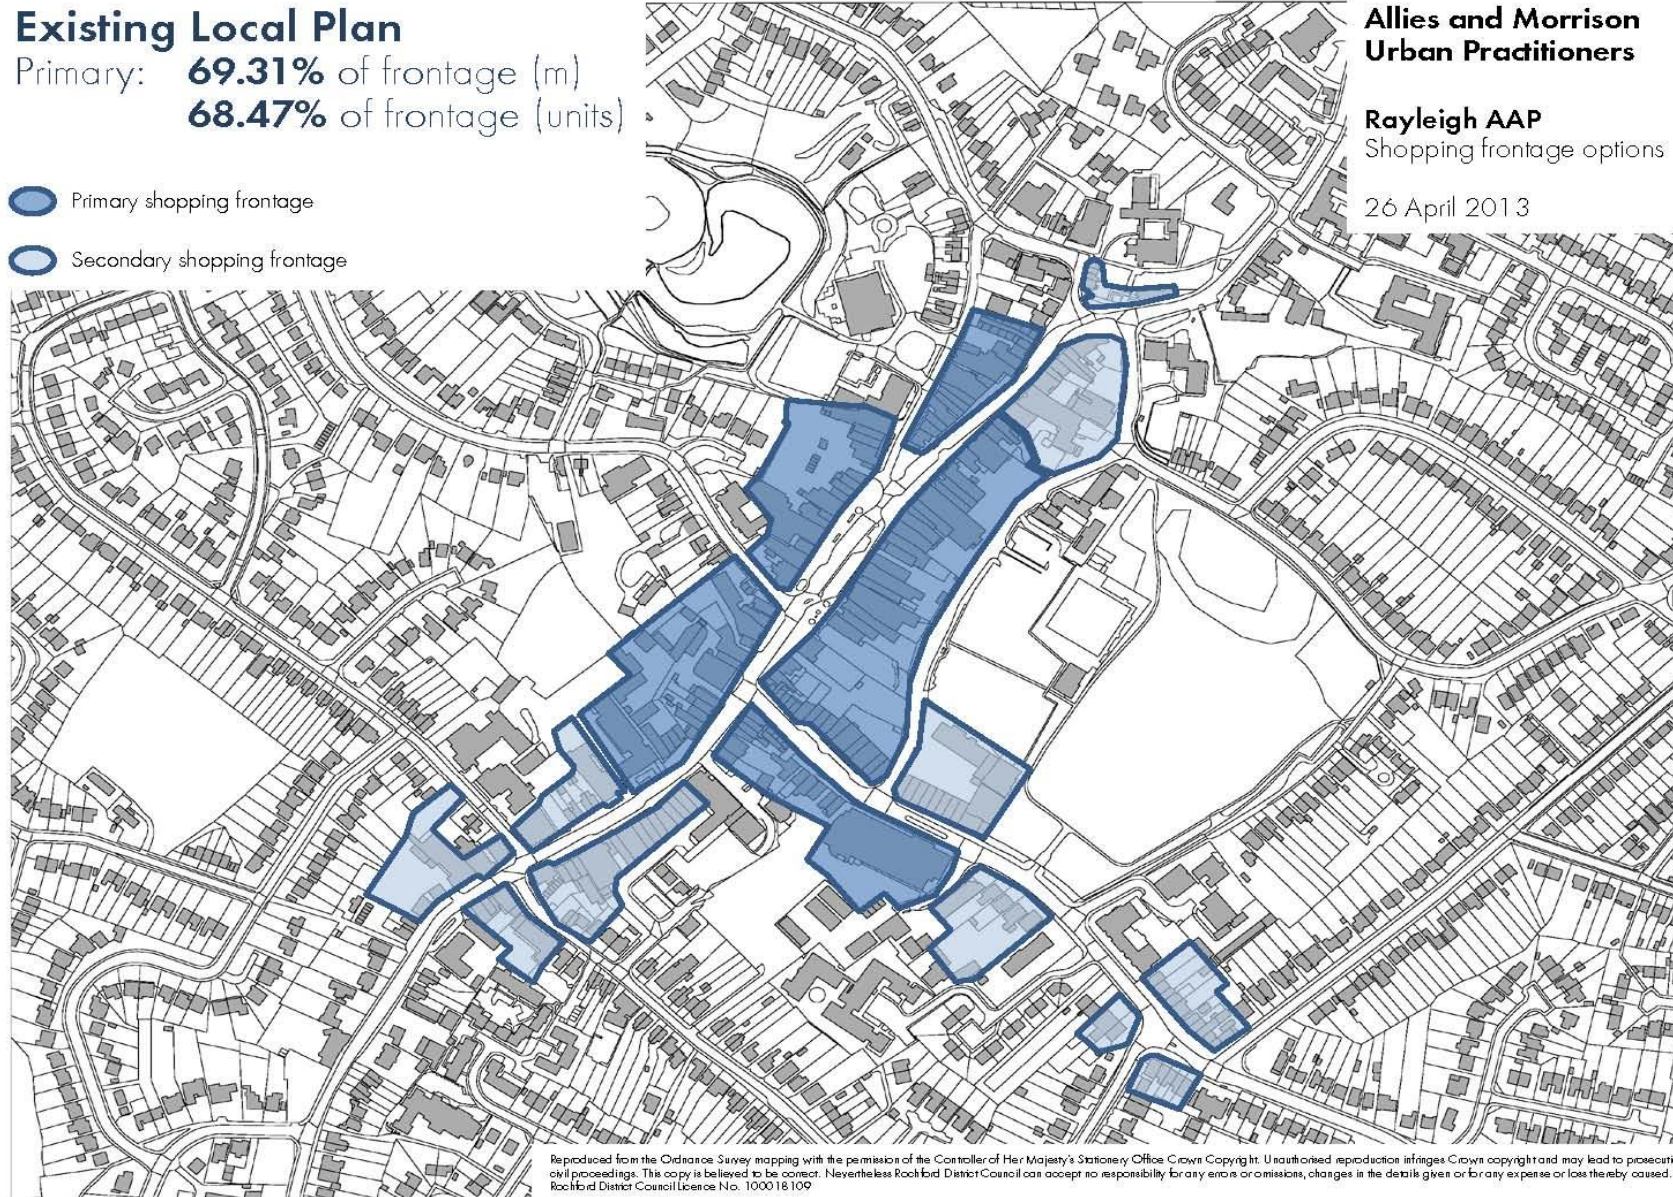 Existing Local Plan
Primary: 69.31% of frontage (m)
68.47% of frontage (units)
Primary shopping frontage
Secondary shopping frontage
Allies and Morrison
Urban Practitioners
Rayleigh AAP
Shopping frontage options
26 April 2013
Reproduced from the Ordnance Survey mapping with the permission of the Controller of Her Majesty's Stationery Office Crown Copyright. Unauthorised reproduction infringes Crown copyright and may lead to prosecuti
civil proceedings. This copy is believed to be correct. Nevertheless Rochford District Council can accept no responsibility for any errors or omissions, changes in the details given or for any expense or loss thereby caused.
Rochford District Council Licence No. 100018109